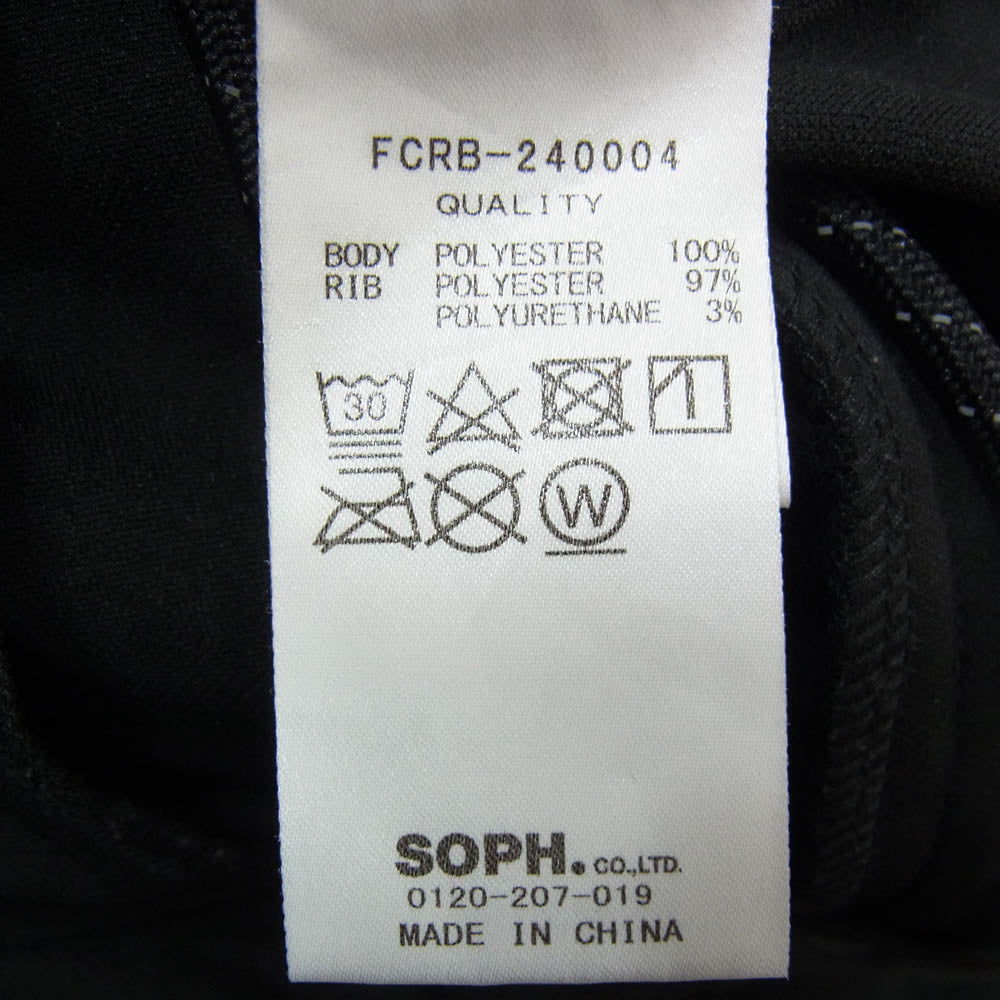 FCRB-240004
QUALITY
BODY POLYESTER 100%
RIB POLYESTER 97%
POLYURETHANE 3%
30
W
SOPH. CO.,LTD.
0120-207-019
MADE IN CHINA